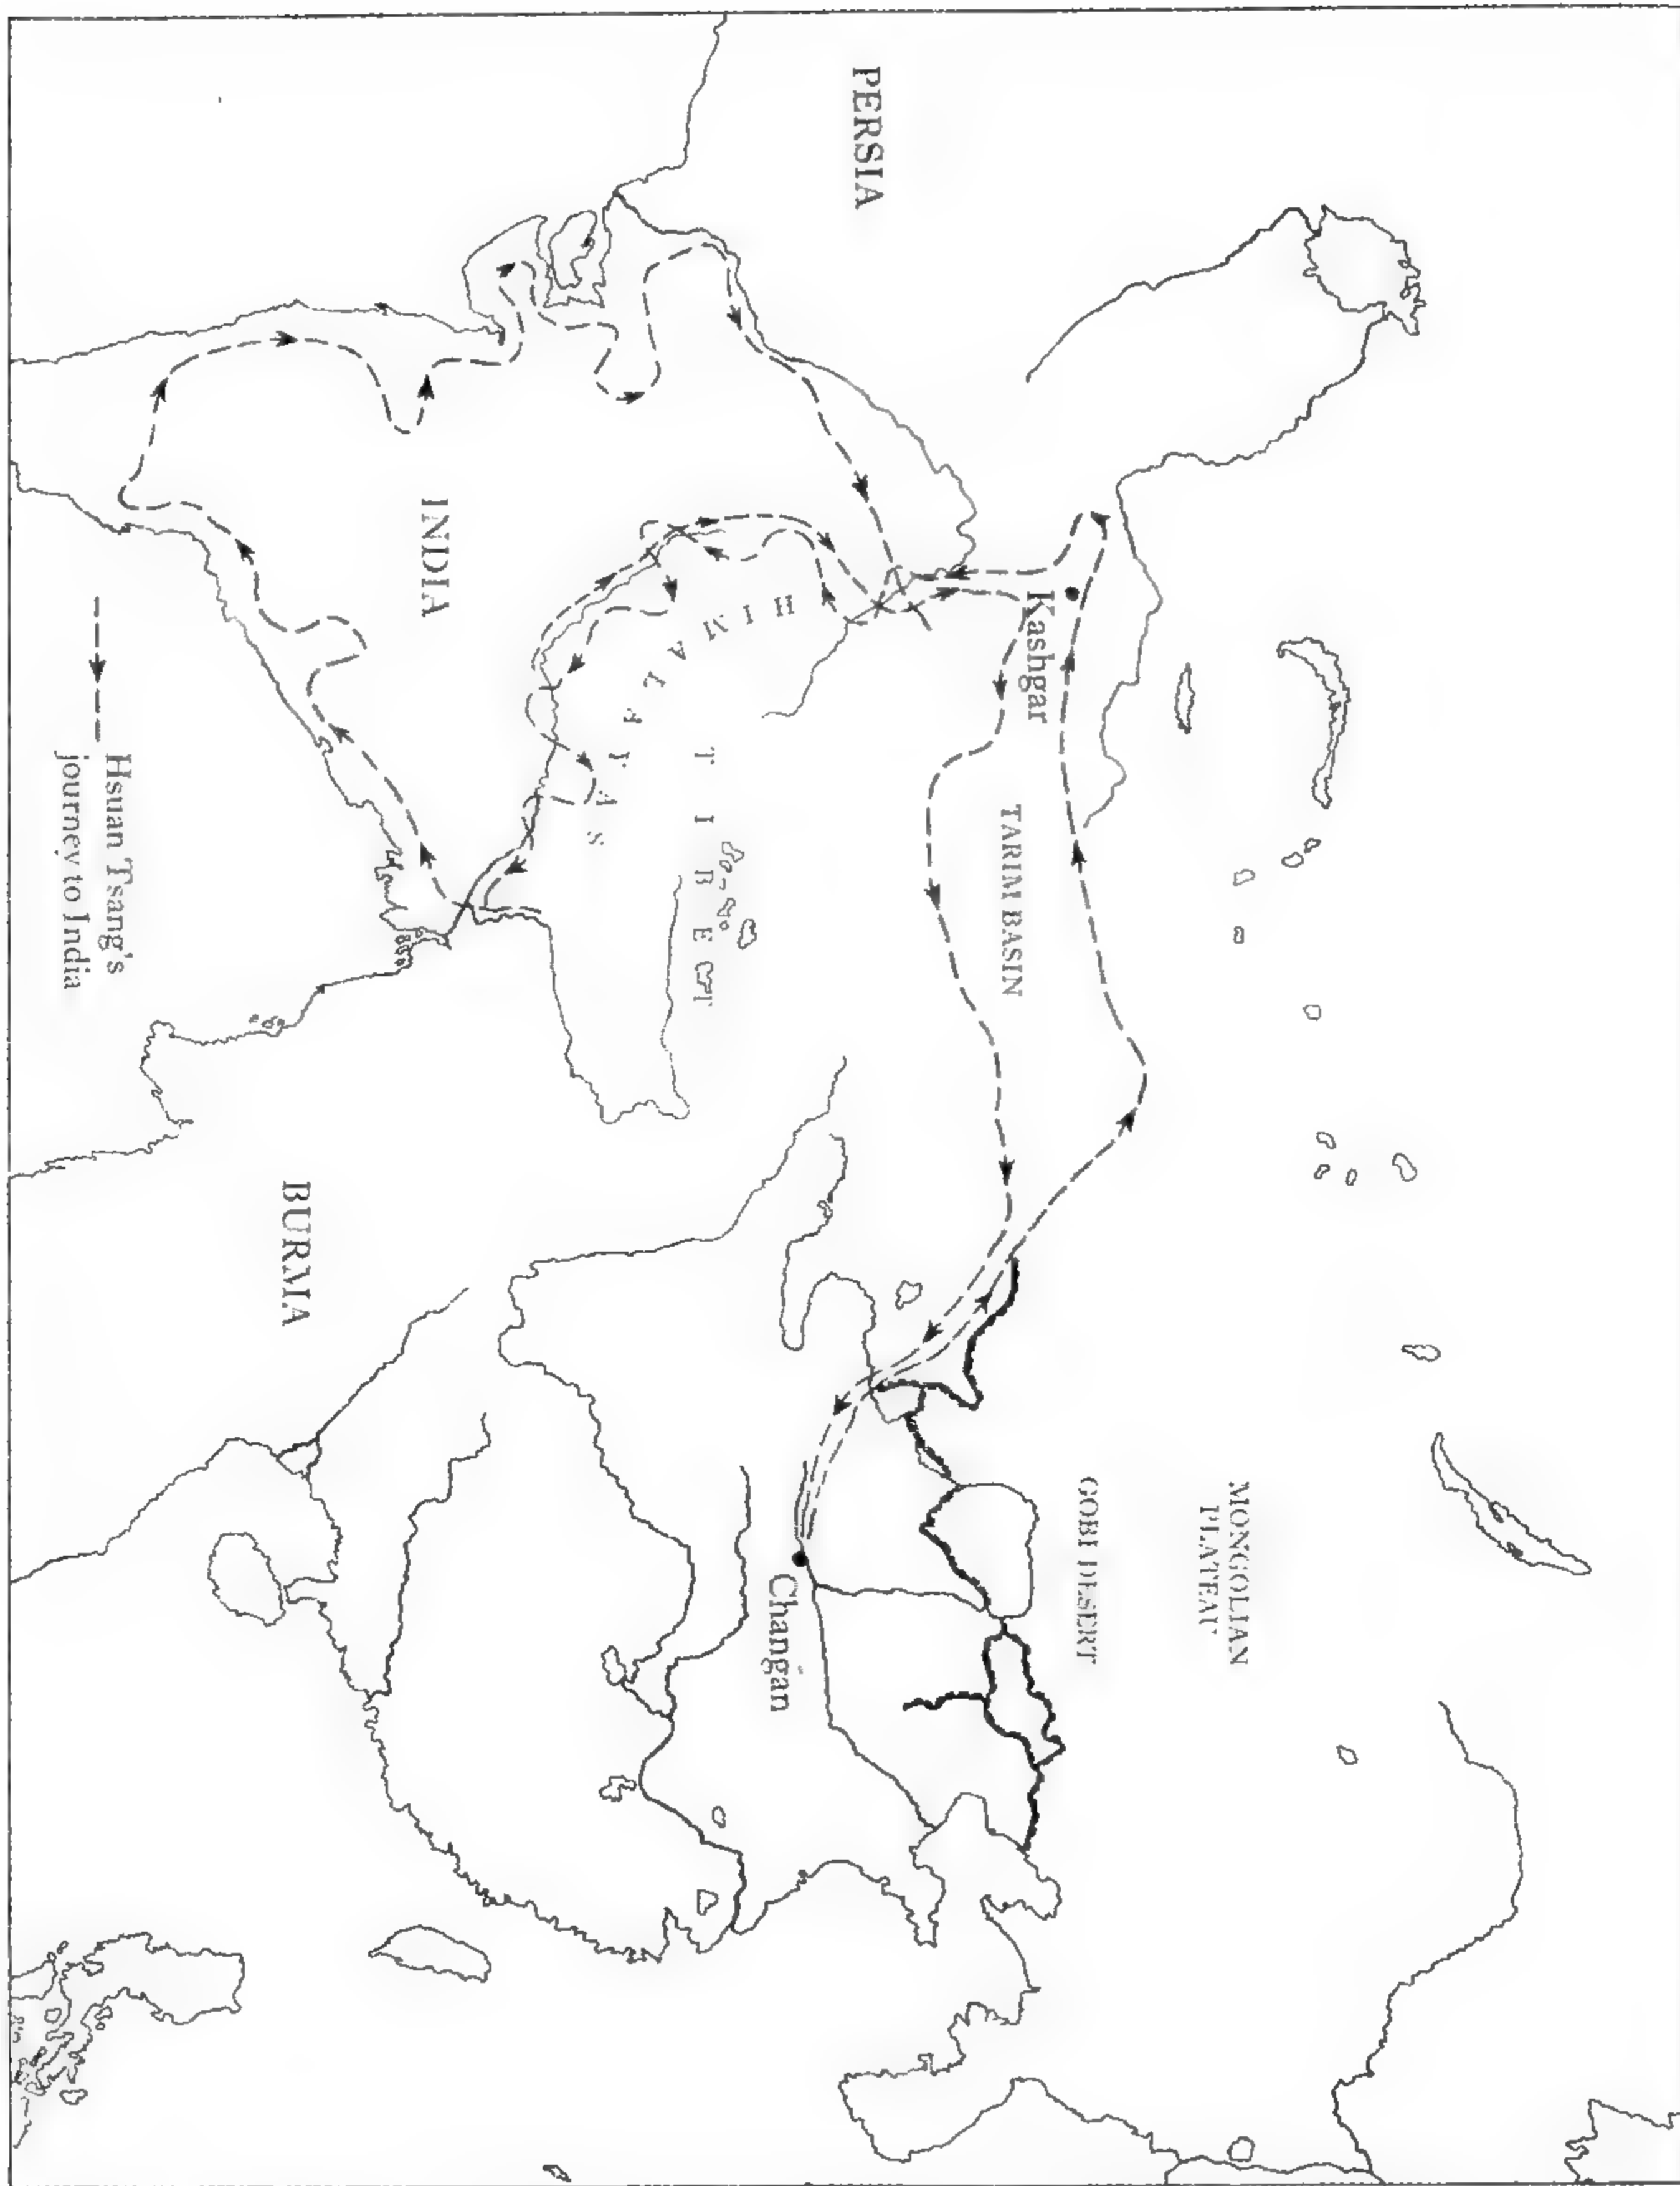 MONGOLIAN
PLATEAU
GOBI DESERT
PERSIA
Kashgar
TARIM BASIN
Changan
TIBET
HIMALAYAS
INDIA
BURMA
Hsuan Tsang's
journey to India